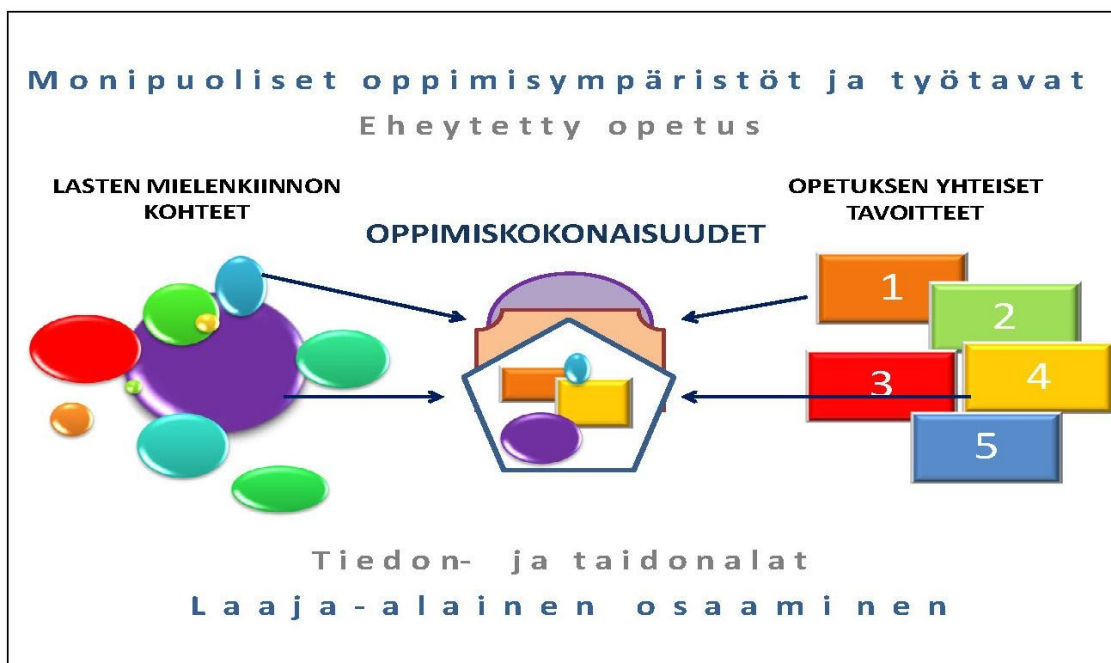 Monipuoliset oppimisympäristöt ja työtavat
Eheytetty opetus
LASTEN MIELENKIINNON
KOHTEET
OPPIMISKOKONAISUUDET
OPETUKSEN YHTEISET
TAVOITTEET
1
2
3
4
5
Tiedon- ja taidonalat
Laaja-alainen osaaminen